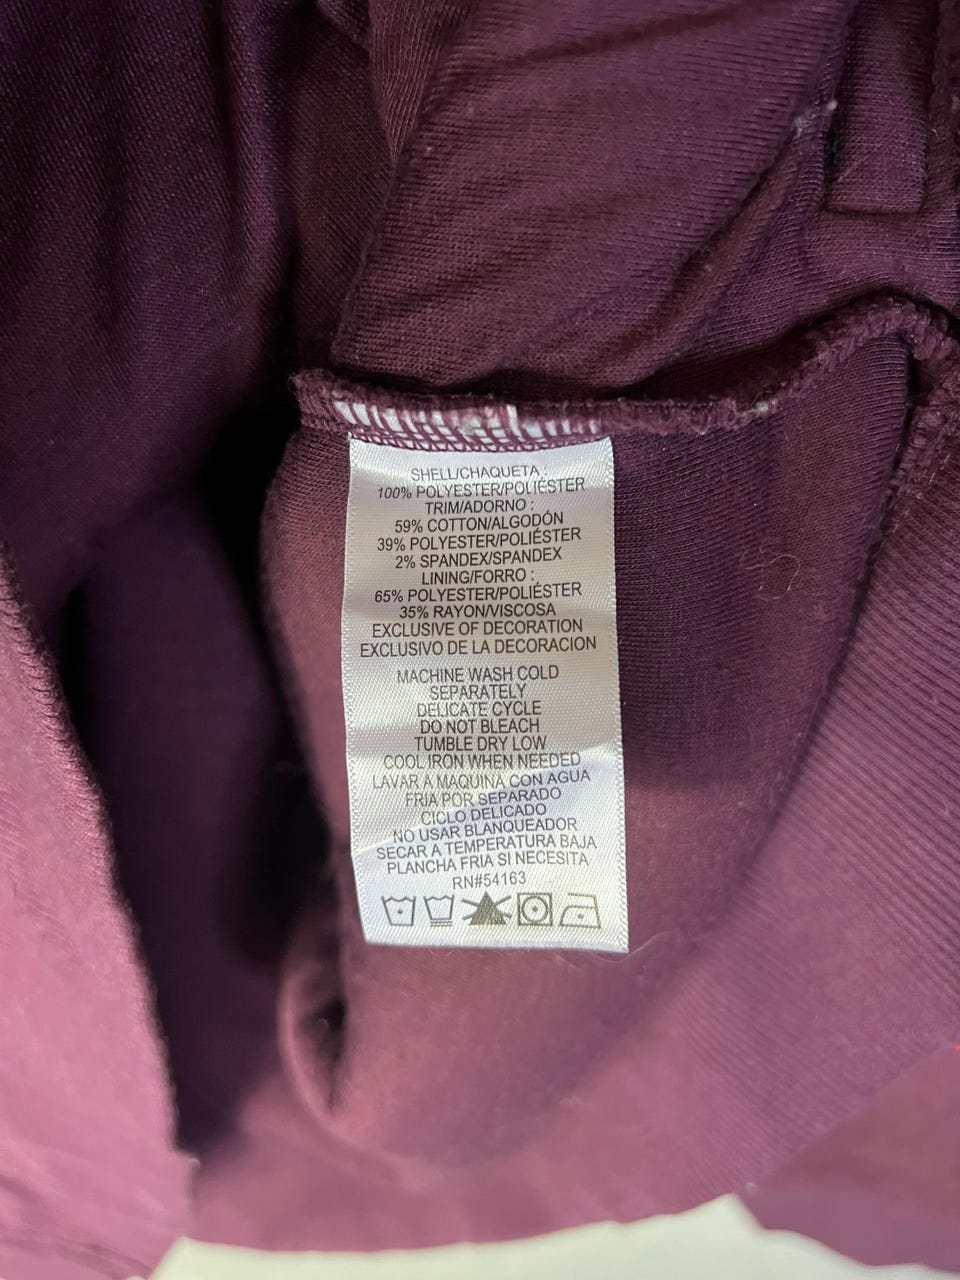 SHELL/CHAQUETA :
100% POLYESTER/POLIÉSTER
TRIM/ADORNO :
59% COTTON/ALGODÓN
39% POLYESTER/POLIÉSTER
2% SPANDEX/SPANDEX
LINING/FORRO :
65% POLYESTER/POLIÉSTER
35% RAYON/VISCOSA
EXCLUSIVE OF DECORATION
EXCLUSIVO DE LA DECORACION
MACHINE WASH COLD
SEPARATELY
DELICATE CYCLE
DO NOT BLEACH
TUMBLE DRY LOW
COOL IRON WHEN NEEDED
LAVAR A MAQUINA CON AGUA
FRIA POR SEPARADO
CICLO DELICADO
NO USAR BLANQUEADOR
SECAR A TEMPERATURA BAJA
PLANCHA FRIA SI NECESITA
RN#54163